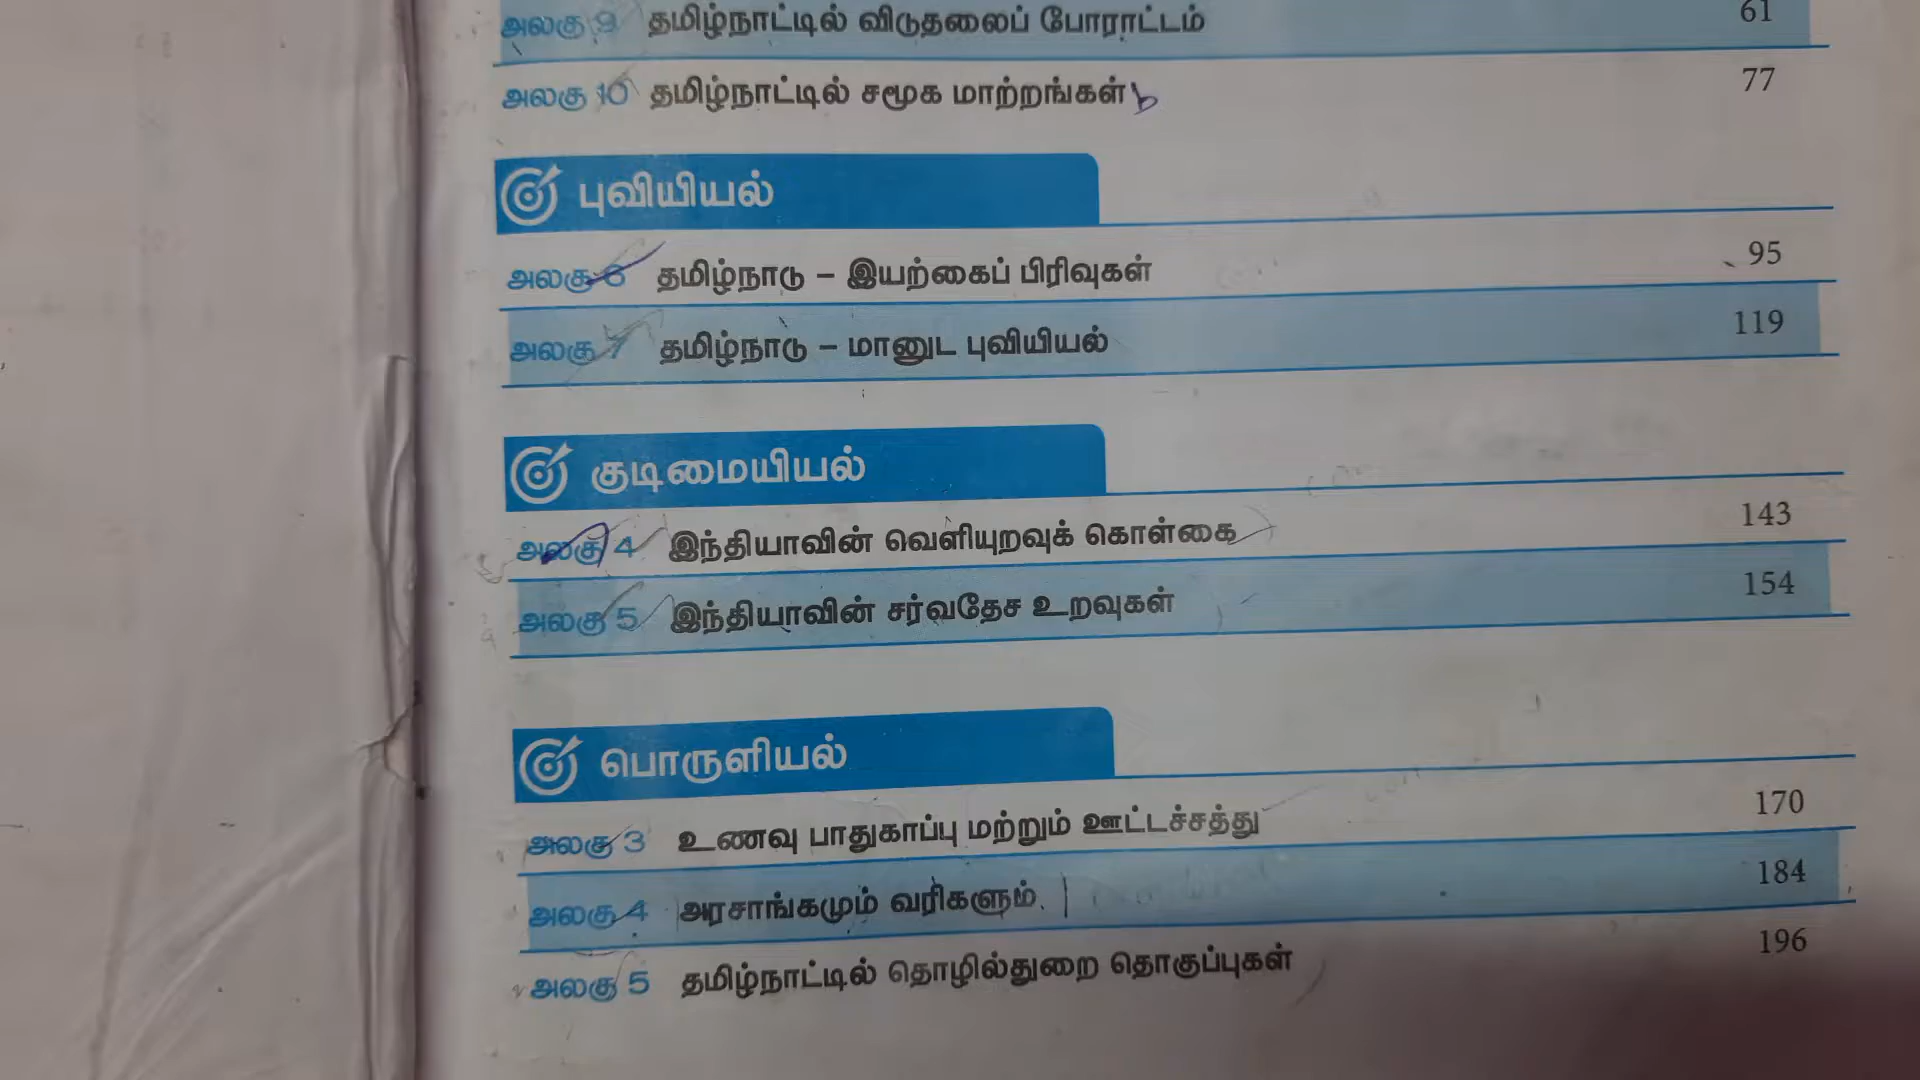 அலகு 9 தமிழ்நாட்டில் விடுதலைப் போராட்டம் 61
அலகு 10 தமிழ்நாட்டில் சமூக மாற்றங்கள் 77
புவியியல்
அலகு 6 தமிழ்நாடு – இயற்கைப் பிரிவுகள் 95
அலகு 7 தமிழ்நாடு – மானுட புவியியல் 119
குடிமையியல்
அலகு 4 இந்தியாவின் வெளியுறவுக் கொள்கை 143
அலகு 5 இந்தியாவின் சர்வதேச உறவுகள் 154
பொருளியல்
அலகு 3 உணவு பாதுகாப்பு மற்றும் ஊட்டச்சத்து 170
அலகு 4 அரசாங்கமும் வரிகளும் 184
அலகு 5 தமிழ்நாட்டில் தொழில்துறை தொகுப்புகள் 196